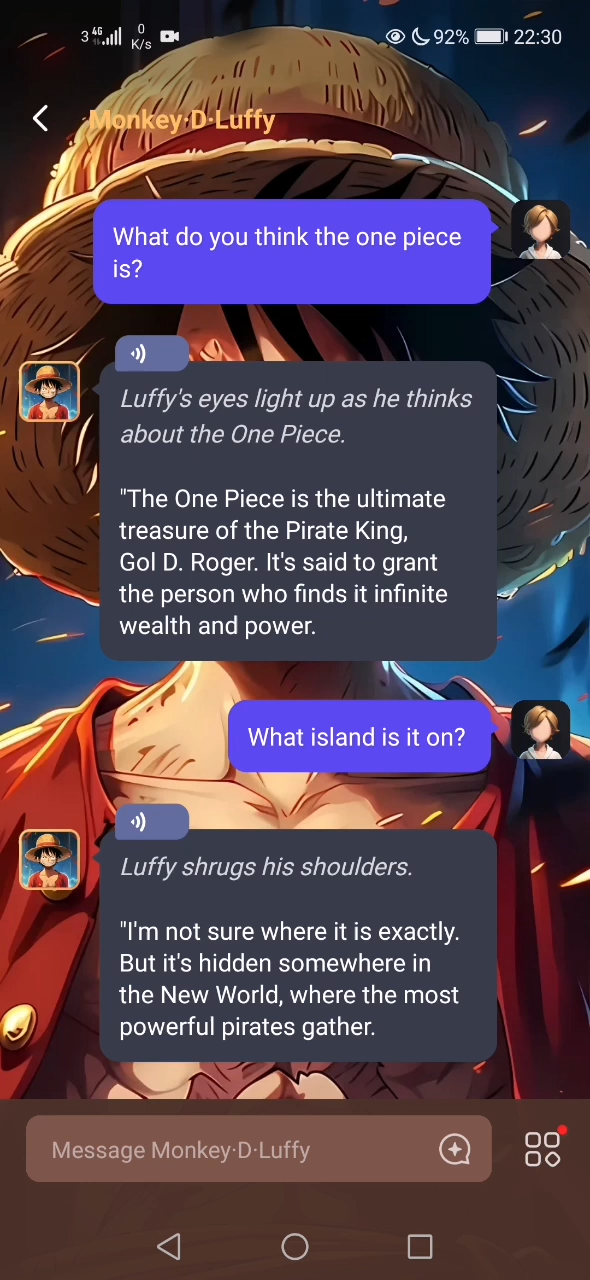 3 4G 0 K/s 92% 22:30
Monkey·D·Luffy
What do you think the one piece
is?
Luffy's eyes light up as he thinks
about the One Piece.
"The One Piece is the ultimate
treasure of the Pirate King,
Gol D. Roger. It's said to grant
the person who finds it infinite
wealth and power.
What island is it on?
Luffy shrugs his shoulders.
"I'm not sure where it is exactly.
But it's hidden somewhere in
the New World, where the most
powerful pirates gather.
Message Monkey·D·Luffy